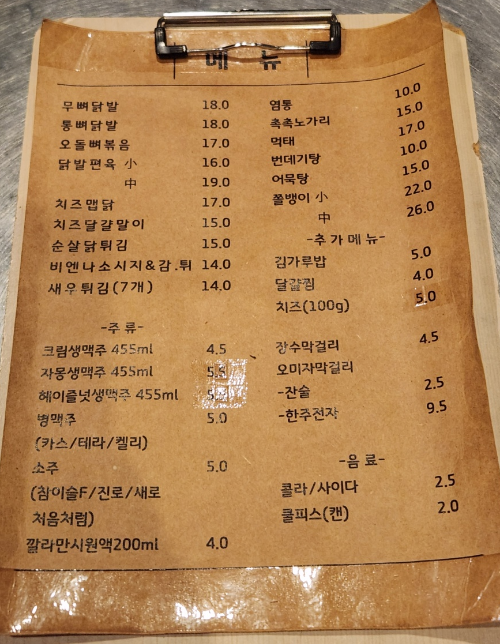 메 뉴
무뼈닭발 18.0
통뼈닭발 18.0
오돌뼈볶음 17.0
닭발편육 小 16.0
中 19.0
치즈맵닭 17.0
치즈달걀말이 15.0
순살닭튀김 15.0
비엔나소시지&감.튀 14.0
새우튀김(7개) 14.0
-주 류-
크림생맥주 455ml 4.5
자몽생맥주 455ml 5.5
헤이즐넛생맥주 455ml
병맥주 5.0
(카스/테라/켈리)
소주 5.0
(참이슬F/진로/새로
처음처럼)
깔라만시원액200ml 4.0
염통 10.0
촉촉노가리 15.0
먹태 17.0
번데기탕 10.0
어묵탕 15.0
쫄뱅이 小 22.0
中 26.0
-추가메뉴-
김가루밥 5.0
달걀찜 4.0
치즈(100g) 5.0
장수막걸리 4.5
오미자막걸리
-잔술 2.5
-한주전자 9.5
-음 료-
콜라/사이다 2.5
쿨피스(캔) 2.0